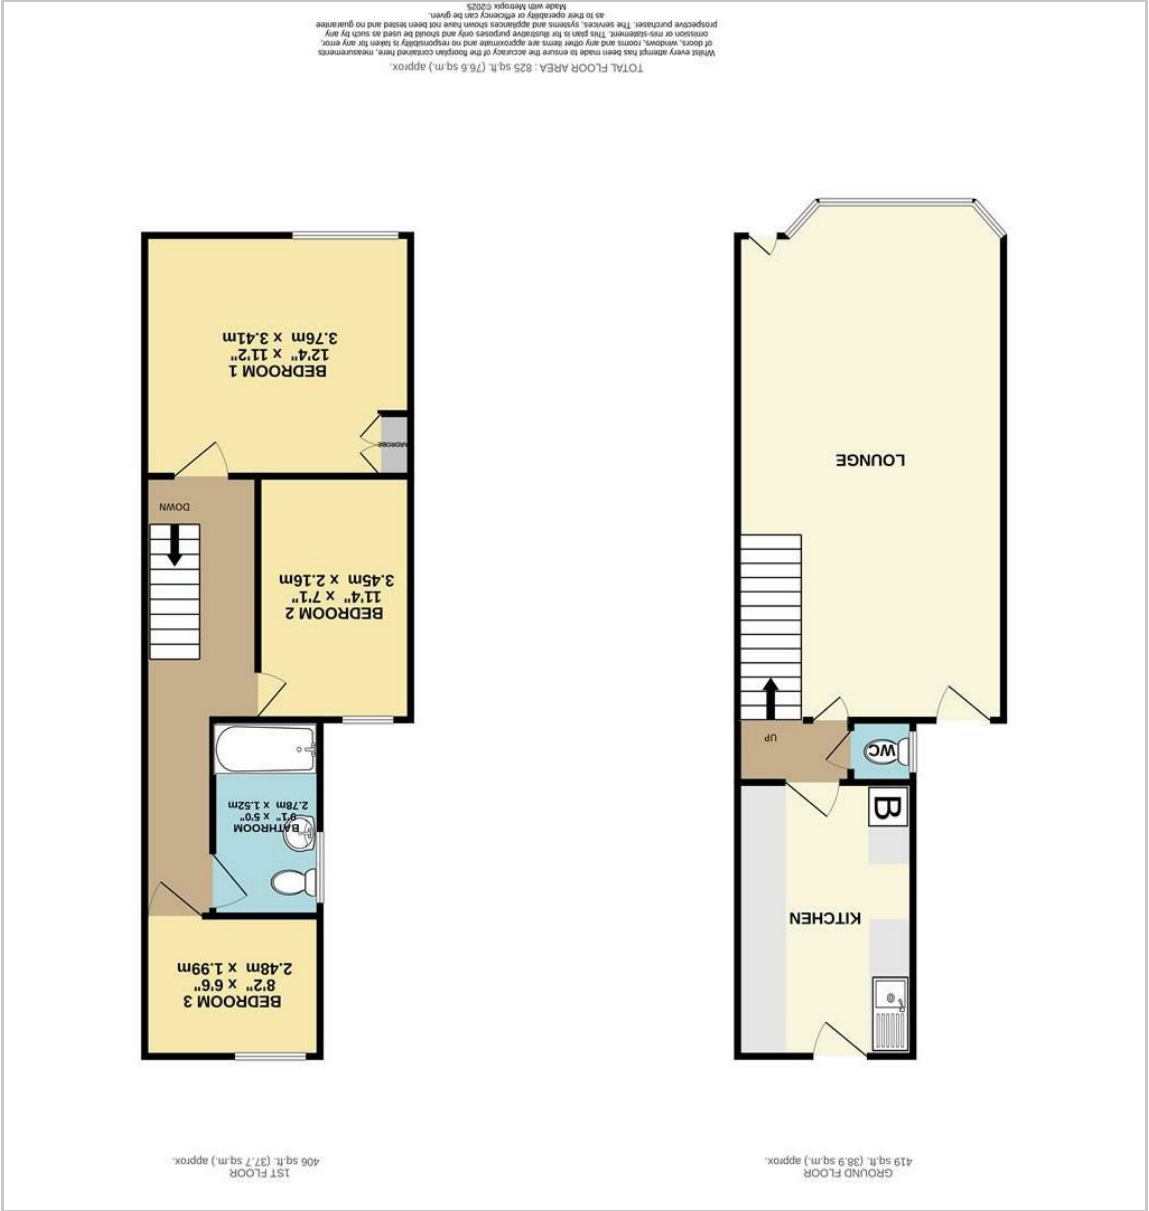 GROUND FLOOR
419 sq.ft. (38.9 sq.m.) approx.
1ST FLOOR
406 sq.ft. (37.7 sq.m.) approx.
KITCHEN
B
WC
UP
LOUNGE
BEDROOM 3
8'2" x 6'6"
2.48m x 1.99m
BATHROOM
9'1" x 5'0"
2.78m x 1.52m
BEDROOM 2
11'4" x 7'1"
3.45m x 2.16m
DOWN
BEDROOM 1
12'4" x 11'2"
3.76m x 3.41m
TOTAL FLOOR AREA : 825 sq.ft. (76.6 sq.m.) approx.
Whilst every attempt has been made to ensure the accuracy of the floorplan contained here, measurements
of doors, windows, rooms and any other items are approximate and no responsibility is taken for any error,
omission or mis-statement. This plan is for illustrative purposes only and should be used as such by any
prospective purchaser. The services, systems and appliances shown have not been tested and no guarantee
as to their operability or efficiency can be given.
Made with Metropix ©2025